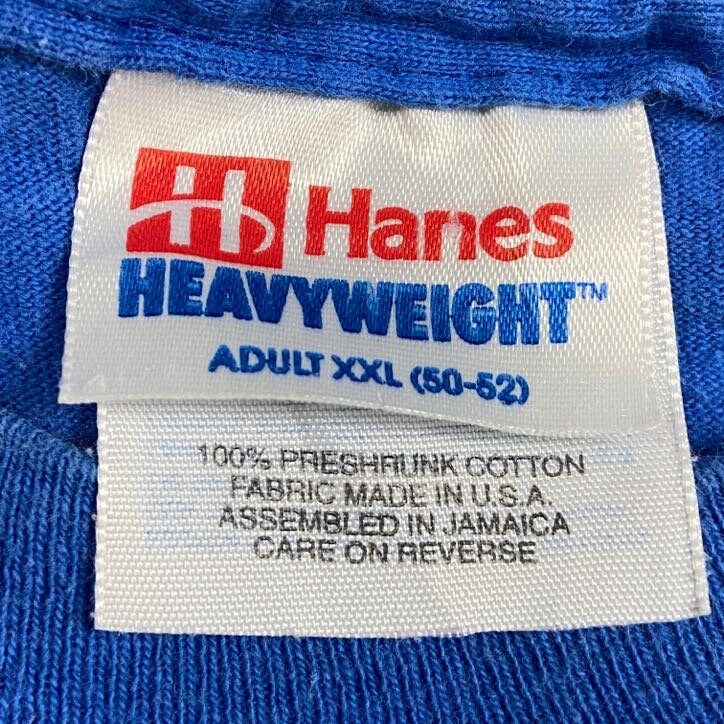 H Hanes
HEAVYWEIGHT™
ADULT XXL (50-52)
100% PRESHRUNK COTTON
FABRIC MADE IN U.S.A.
ASSEMBLED IN JAMAICA
CARE ON REVERSE